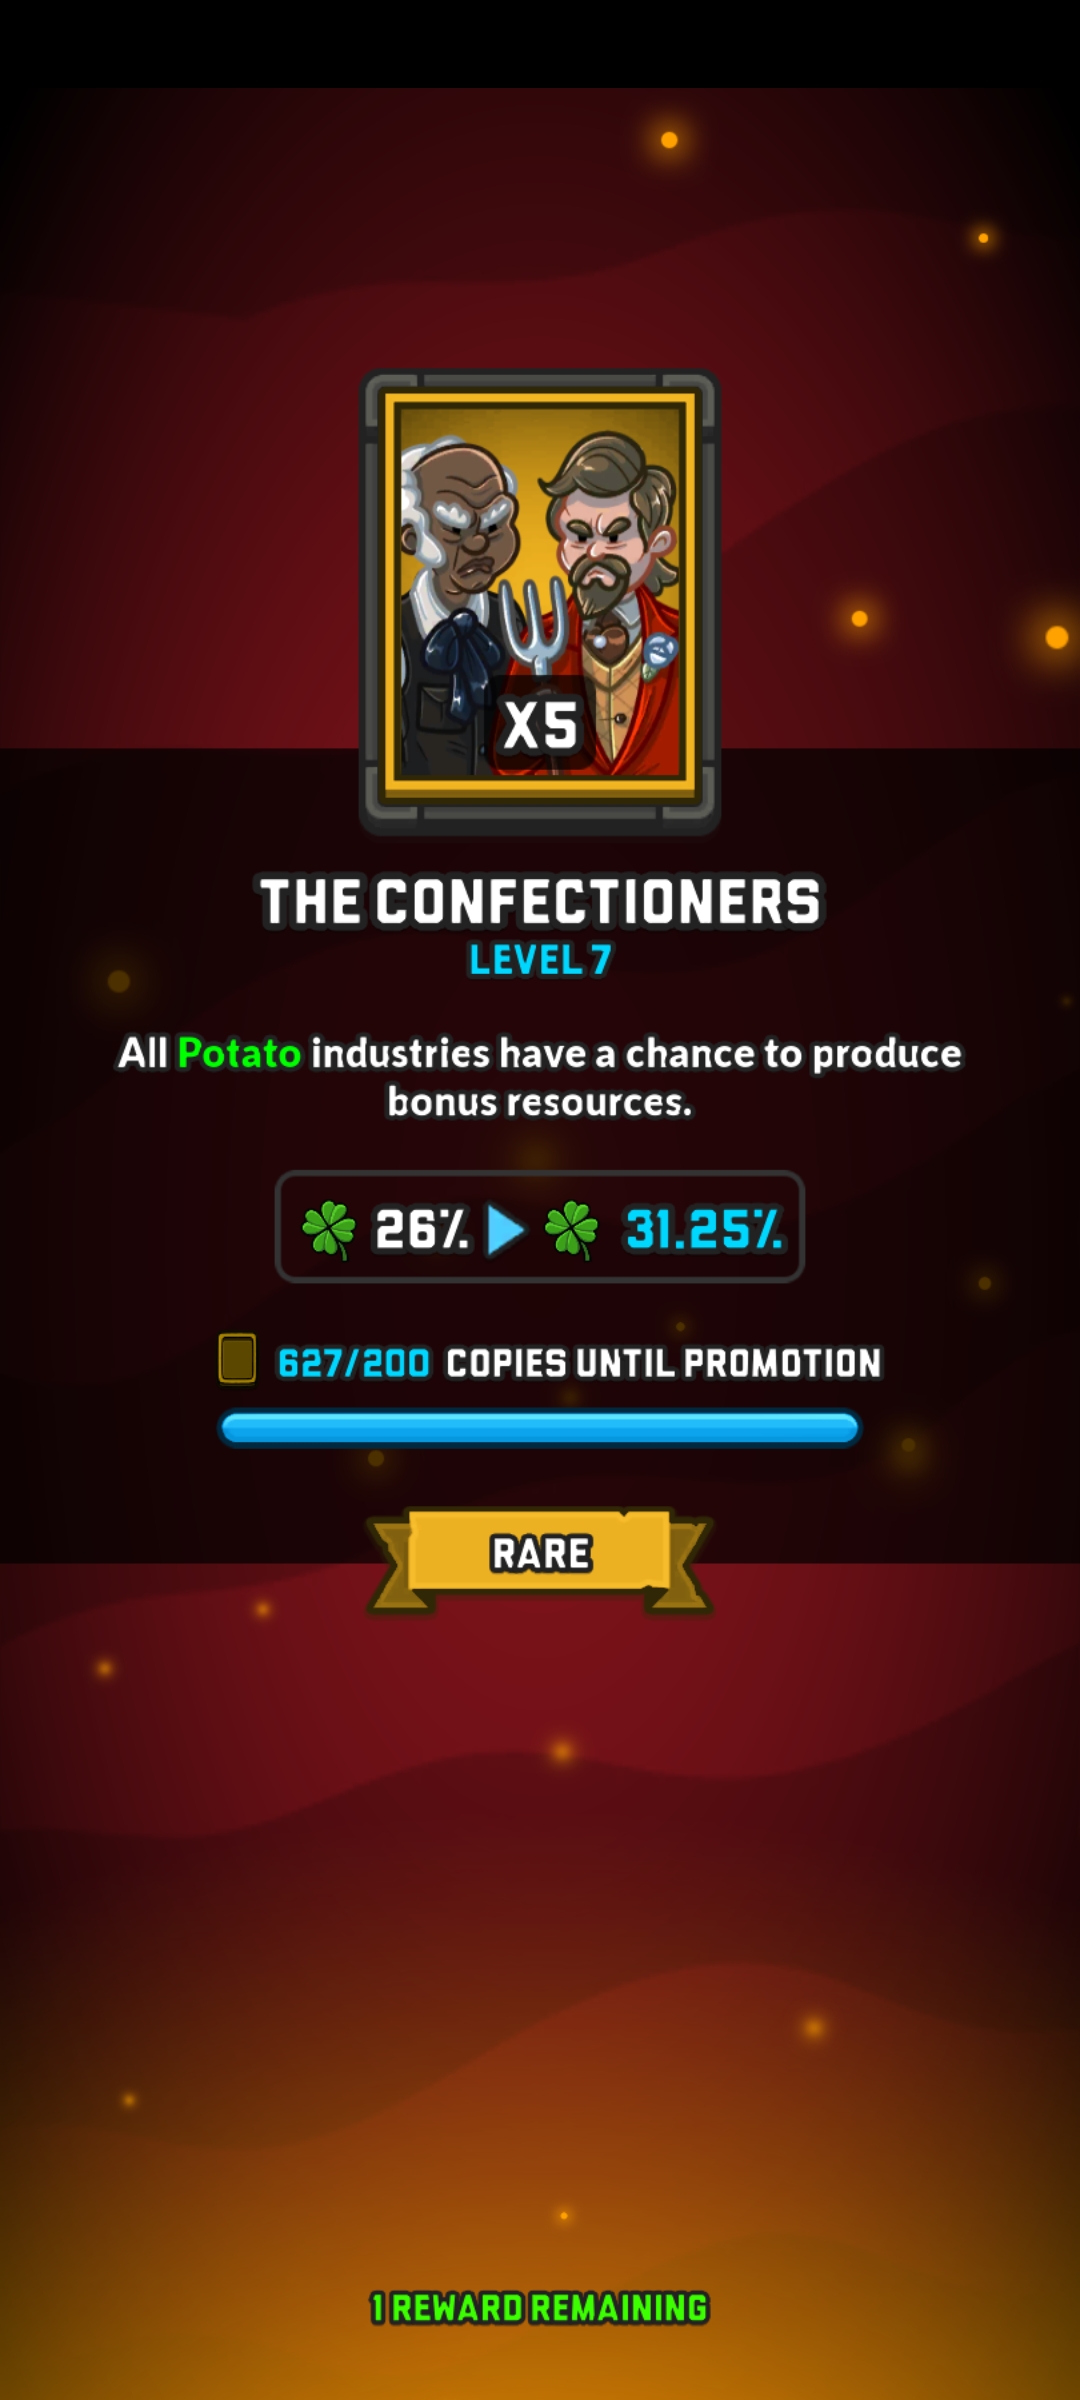 X5
THE CONFECTIONERS
LEVEL 7
All Potato industries have a chance to produce
bonus resources.
26% 31.25%
627/200 COPIES UNTIL PROMOTION
RARE
1 REWARD REMAINING